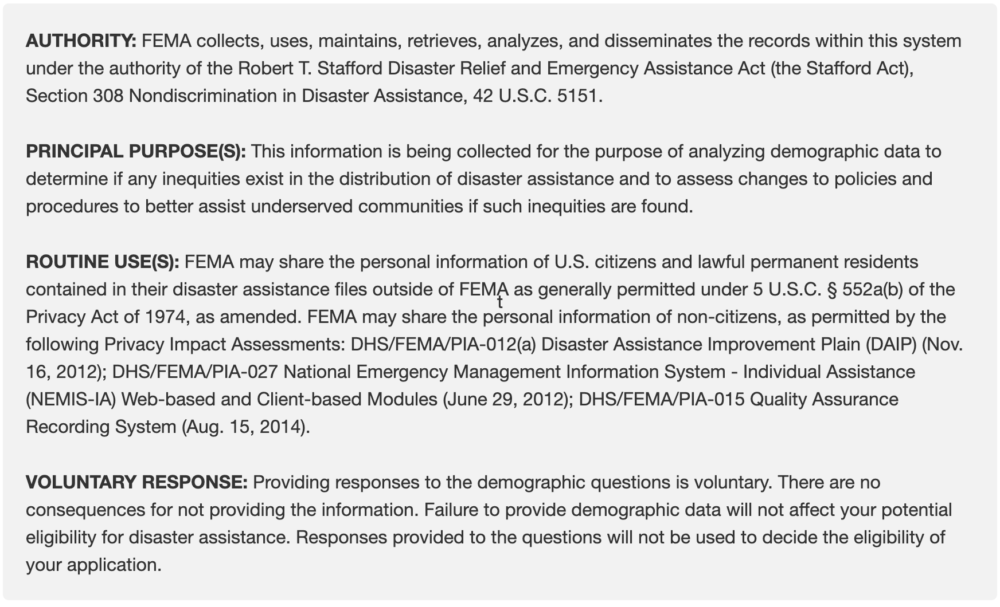 AUTHORITY: FEMA collects, uses, maintains, retrieves, analyzes, and disseminates the records within this system
under the authority of the Robert T. Stafford Disaster Relief and Emergency Assistance Act (the Stafford Act),
Section 308 Nondiscrimination in Disaster Assistance, 42 U.S.C. 5151.
PRINCIPAL PURPOSE(S): This information is being collected for the purpose of analyzing demographic data to
determine if any inequities exist in the distribution of disaster assistance and to assess changes to policies and
procedures to better assist underserved communities if such inequities are found.
ROUTINE USE(S): FEMA may share the personal information of U.S. citizens and lawful permanent residents
contained in their disaster assistance files outside of FEMA as generally permitted under 5 U.S.C. § 552a(b) of the
t
Privacy Act of 1974, as amended. FEMA may share the personal information of non-citizens, as permitted by the
following Privacy Impact Assessments: DHS/FEMA/PIA-012(a) Disaster Assistance Improvement Plain (DAIP) (Nov.
16, 2012); DHS/FEMA/PIA-027 National Emergency Management Information System - Individual Assistance
(NEMIS-IA) Web-based and Client-based Modules (June 29, 2012); DHS/FEMA/PIA-015 Quality Assurance
Recording System (Aug. 15, 2014).
VOLUNTARY RESPONSE: Providing responses to the demographic questions is voluntary. There are no
consequences for not providing the information. Failure to provide demographic data will not affect your potential
eligibility for disaster assistance. Responses provided to the questions will not be used to decide the eligibility of
your application.